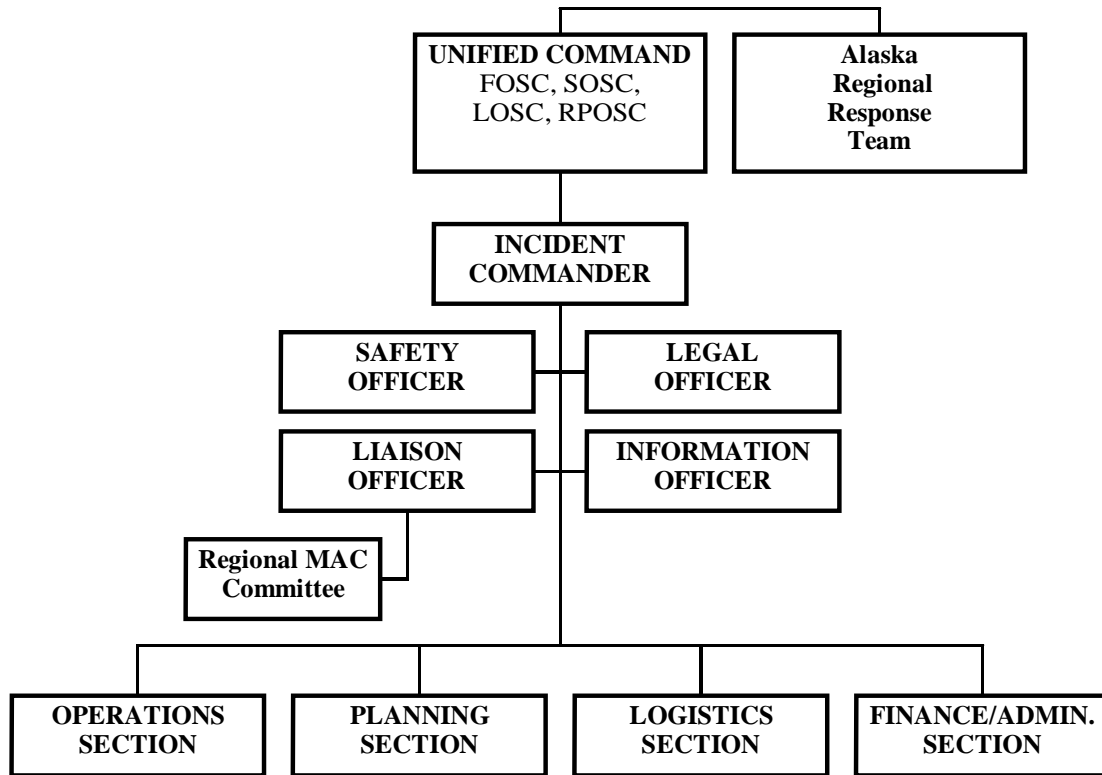 UNIFIED COMMAND
FOSC, SOSC,
LOSC, RPOSC
Alaska
Regional
Response
Team
INCIDENT
COMMANDER
SAFETY
OFFICER
LEGAL
OFFICER
LIAISON
OFFICER
INFORMATION
OFFICER
Regional MAC
Committee
OPERATIONS
SECTION
PLANNING
SECTION
LOGISTICS
SECTION
FINANCE/ADMIN.
SECTION